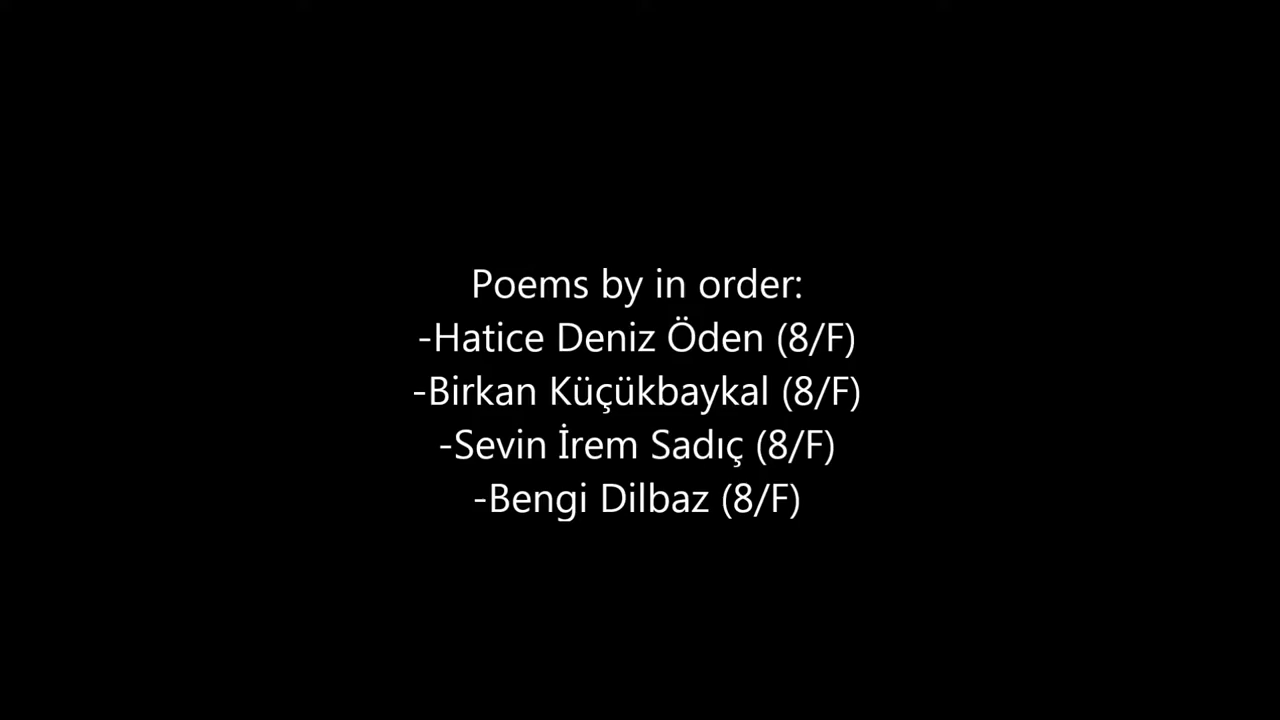 Poems by in order:
-Hatice Deniz Öden (8/F)
-Birkan Küçükbaykal (8/F)
-Sevin İrem Sadıç (8/F)
-Bengi Dilbaz (8/F)